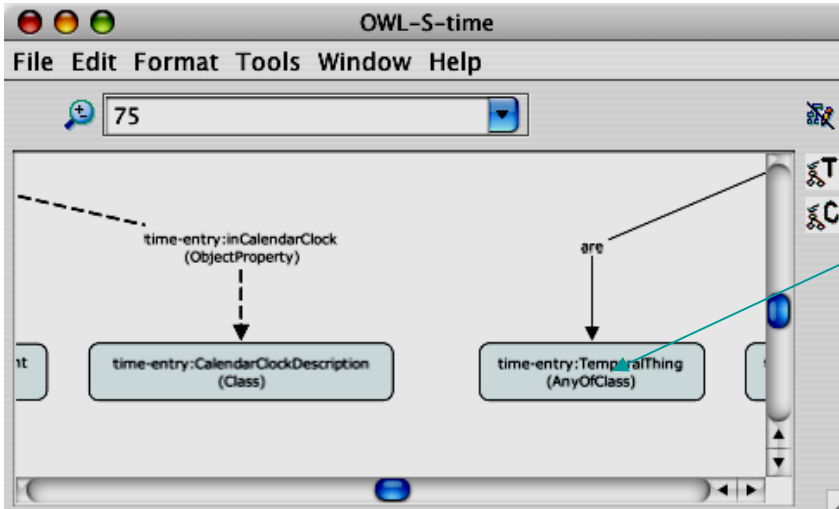 OWL-S-time
File Edit Format Tools Window Help
75
T
C
time-entry:inCalendarClock
(ObjectProperty)
are
nt
time-entry:CalendarClockDescription
(Class)
time-entry:TemporalThing
(AnyOfClass)